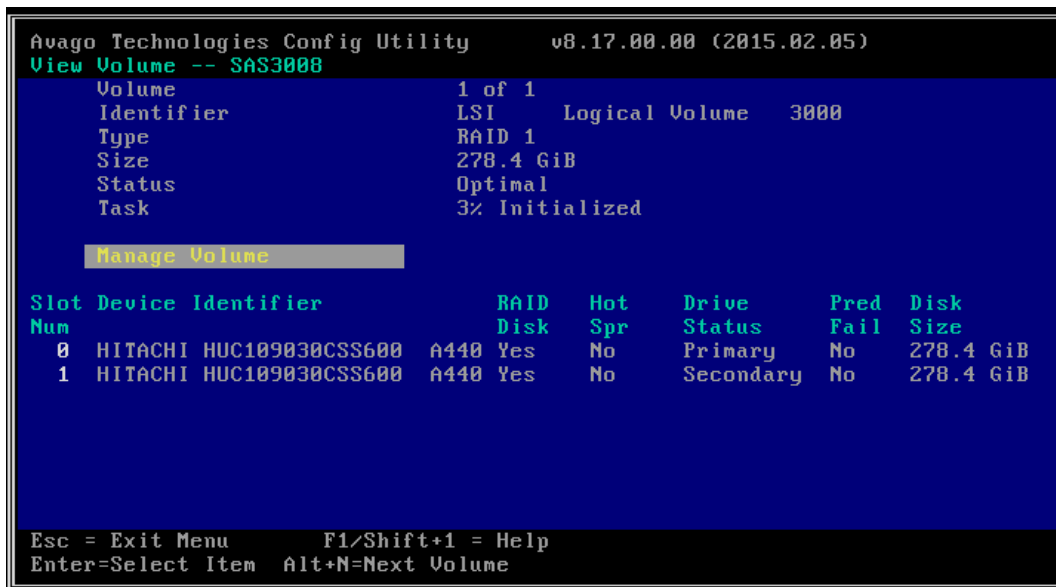 Avago Technologies Config Utility v8.17.00.00 (2015.02.05)
View Volume -- SAS3008
Volume 1 of 1
Identifier LSI Logical Volume 3000
Type RAID 1
Size 278.4 GiB
Status Optimal
Task 3% Initialized
Manage Volume
Slot Device Identifier RAID Hot Drive Pred Disk
Num Disk Spr Status Fail Size
0 HITACHI HUC109030CSS600 A440 Yes No Primary No 278.4 GiB
1 HITACHI HUC109030CSS600 A440 Yes No Secondary No 278.4 GiB
Esc = Exit Menu F1/Shift+1 = Help
Enter=Select Item Alt+N=Next Volume